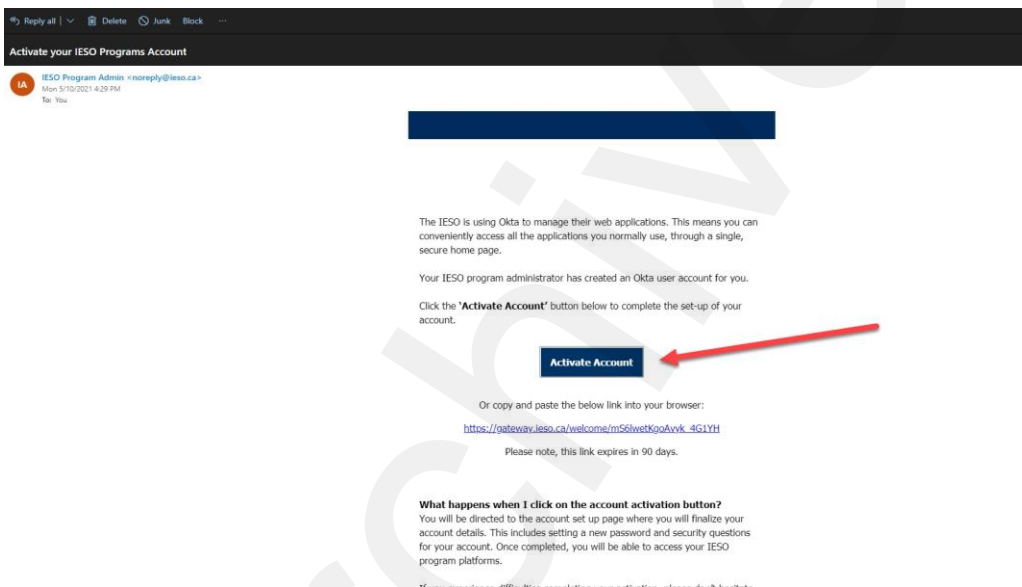 Reply all | Delete Junk Block ...
Activate your IESO Programs Account
IA
IESO Program Admin <noreply@ieso.ca>
Mon 5/10/2021 4:29 PM
To: You
The IESO is using Okta to manage their web applications. This means you can
conveniently access all the applications you normally use, through a single,
secure home page.
Your IESO program administrator has created an Okta user account for you.
Click the 'Activate Account' button below to complete the set-up of your
account.
Activate Account
Or copy and paste the below link into your browser:
https://gateway.ieso.ca/welcome/mS6lwetKgoAvvk_4G1YH
Please note, this link expires in 90 days.
What happens when I click on the account activation button?
You will be directed to the account set up page where you will finalize your
account details. This includes setting a new password and security questions
for your account. Once completed, you will be able to access your IESO
program platforms.